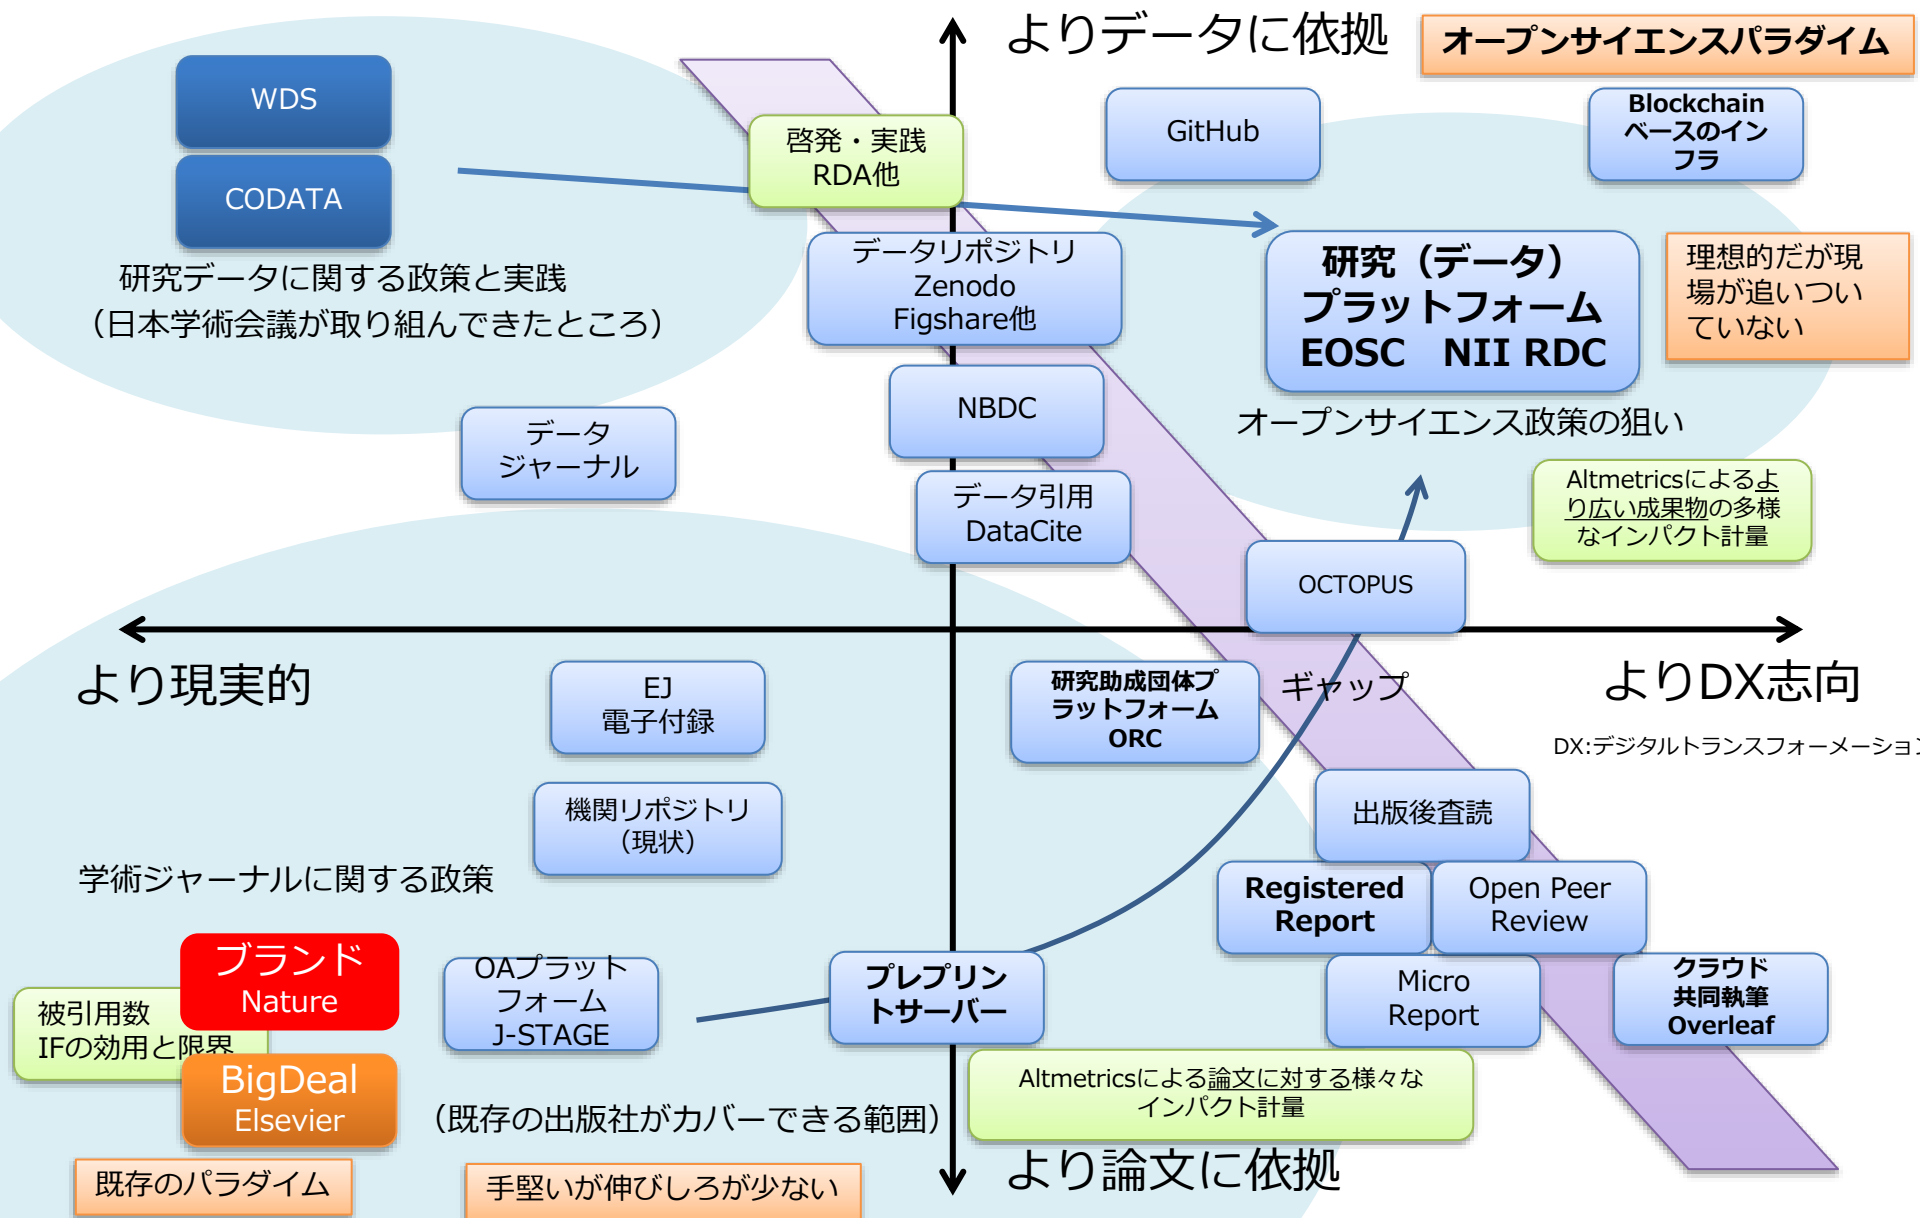 よりデータに依拠
オープンサイエンスパラダイム
WDS
CODATA
研究データに関する政策と実践
（日本学術会議が取り組んできたところ）
啓発・実践
RDA他
GitHub
Blockchain
ベースのイン
フラ
データリポジトリ
Zenodo
Figshare他
研究（データ）
プラットフォーム
EOSC　NII RDC
理想的だが現
場が追いつい
ていない
オープンサイエンス政策の狙い
NBDC
データ
ジャーナル
データ引用
DataCite
Altmetricsによるよ
り広い成果物の多様
なインパクト計量
OCTOPUS
より現実的
EJ
電子付録
研究助成団体プ
ラットフォーム
ORC
ギャップ
よりDX志向
DX:デジタルトランスフォーメーション
機関リポジトリ
（現状）
出版後査読
学術ジャーナルに関する政策
Registered
Report
Open Peer
Review
ブランド
Nature
被引用数
IFの効用と限界
BigDeal
Elsevier
OAプラット
フォーム
J-STAGE
プレプリン
トサーバー
Micro
Report
クラウド
共同執筆
Overleaf
Altmetricsによる論文に対する様々な
インパクト計量
（既存の出版社がカバーできる範囲）
より論文に依拠
既存のパラダイム
手堅いが伸びしろが少ない